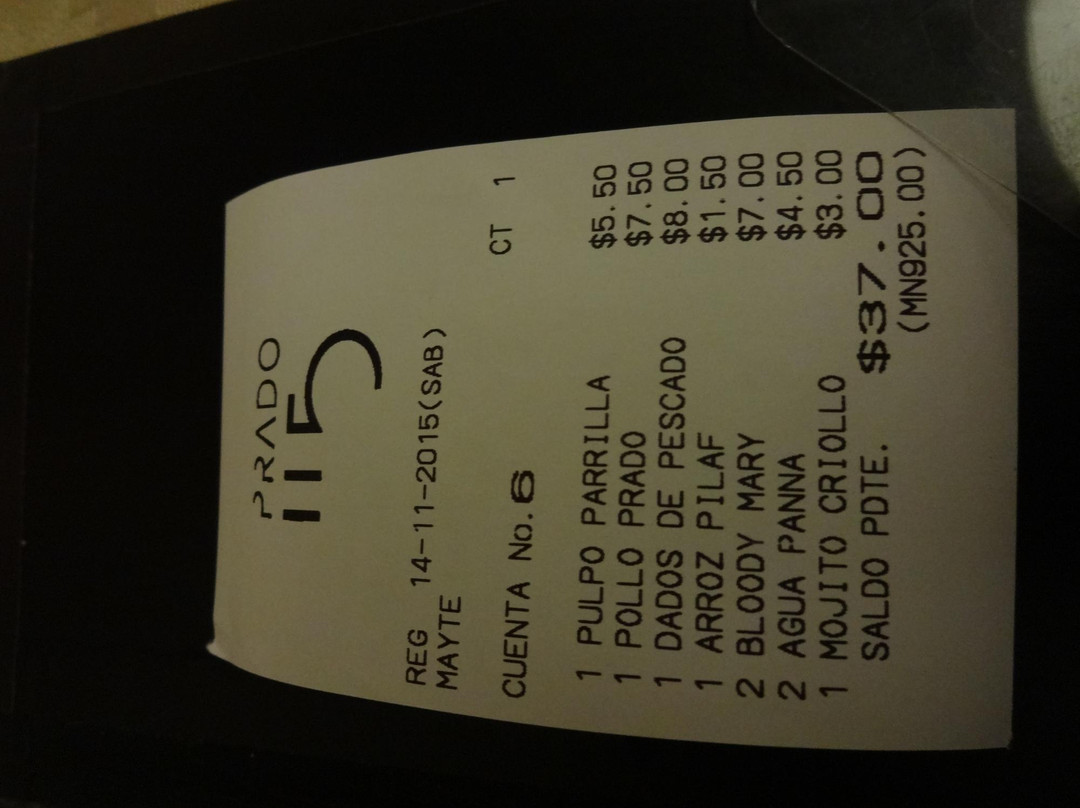 PRADO
115
REG 14-11-2015(SAB)
MAYTE
CUENTA No.6 CT 1
1 PULPO PARRILLA $5.50
1 POLLO PRADO $7.50
1 DADOS DE PESCADO $8.00
1 ARROZ PILAF $1.50
2 BLOODY MARY $7.00
2 AGUA PANNA $4.50
1 MOJITO CRIOLLO $3.00
SALDO PDTE. $37.00
(MN925.00)